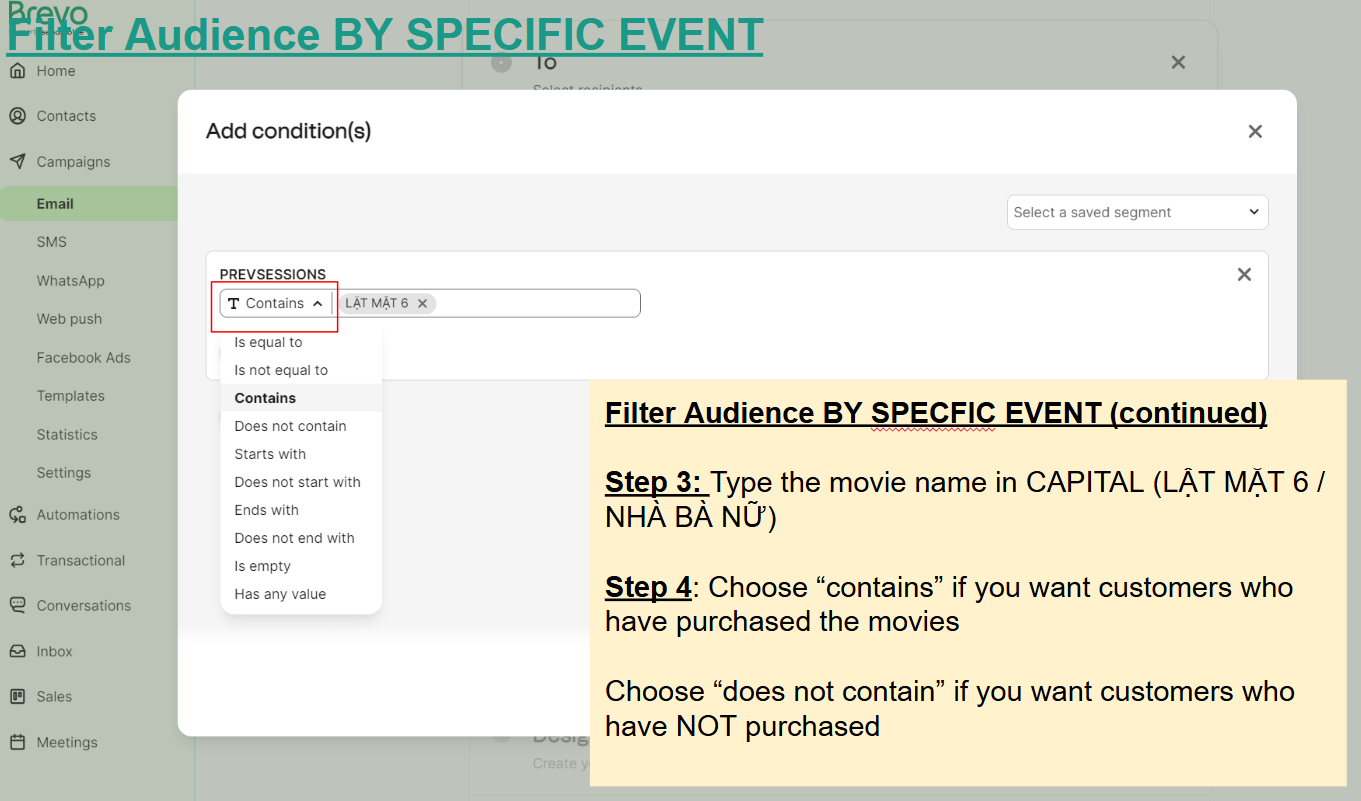 Brevo
Filter Audience BY SPECIFIC EVENT
Home
To
Select recipients
Contacts
Add condition(s)
Campaigns
Email
Select a saved segment
SMS
PREVSESSIONS
WhatsApp
T Contains
LẬT MẶT 6
Web push
Is equal to
Facebook Ads
Is not equal to
Templates
Contains
Statistics
Does not contain
Settings
Starts with
Does not start with
Automations
Ends with
Does not end with
Transactional
Is empty
Has any value
Conversations
Inbox
Sales
Meetings
Filter Audience BY SPECFIC EVENT (continued)
Step 3: Type the movie name in CAPITAL (LẬT MẶT 6 /
NHÀ BÀ NỮ)
Step 4: Choose “contains” if you want customers who
have purchased the movies
Choose “does not contain” if you want customers who
have NOT purchased
Create